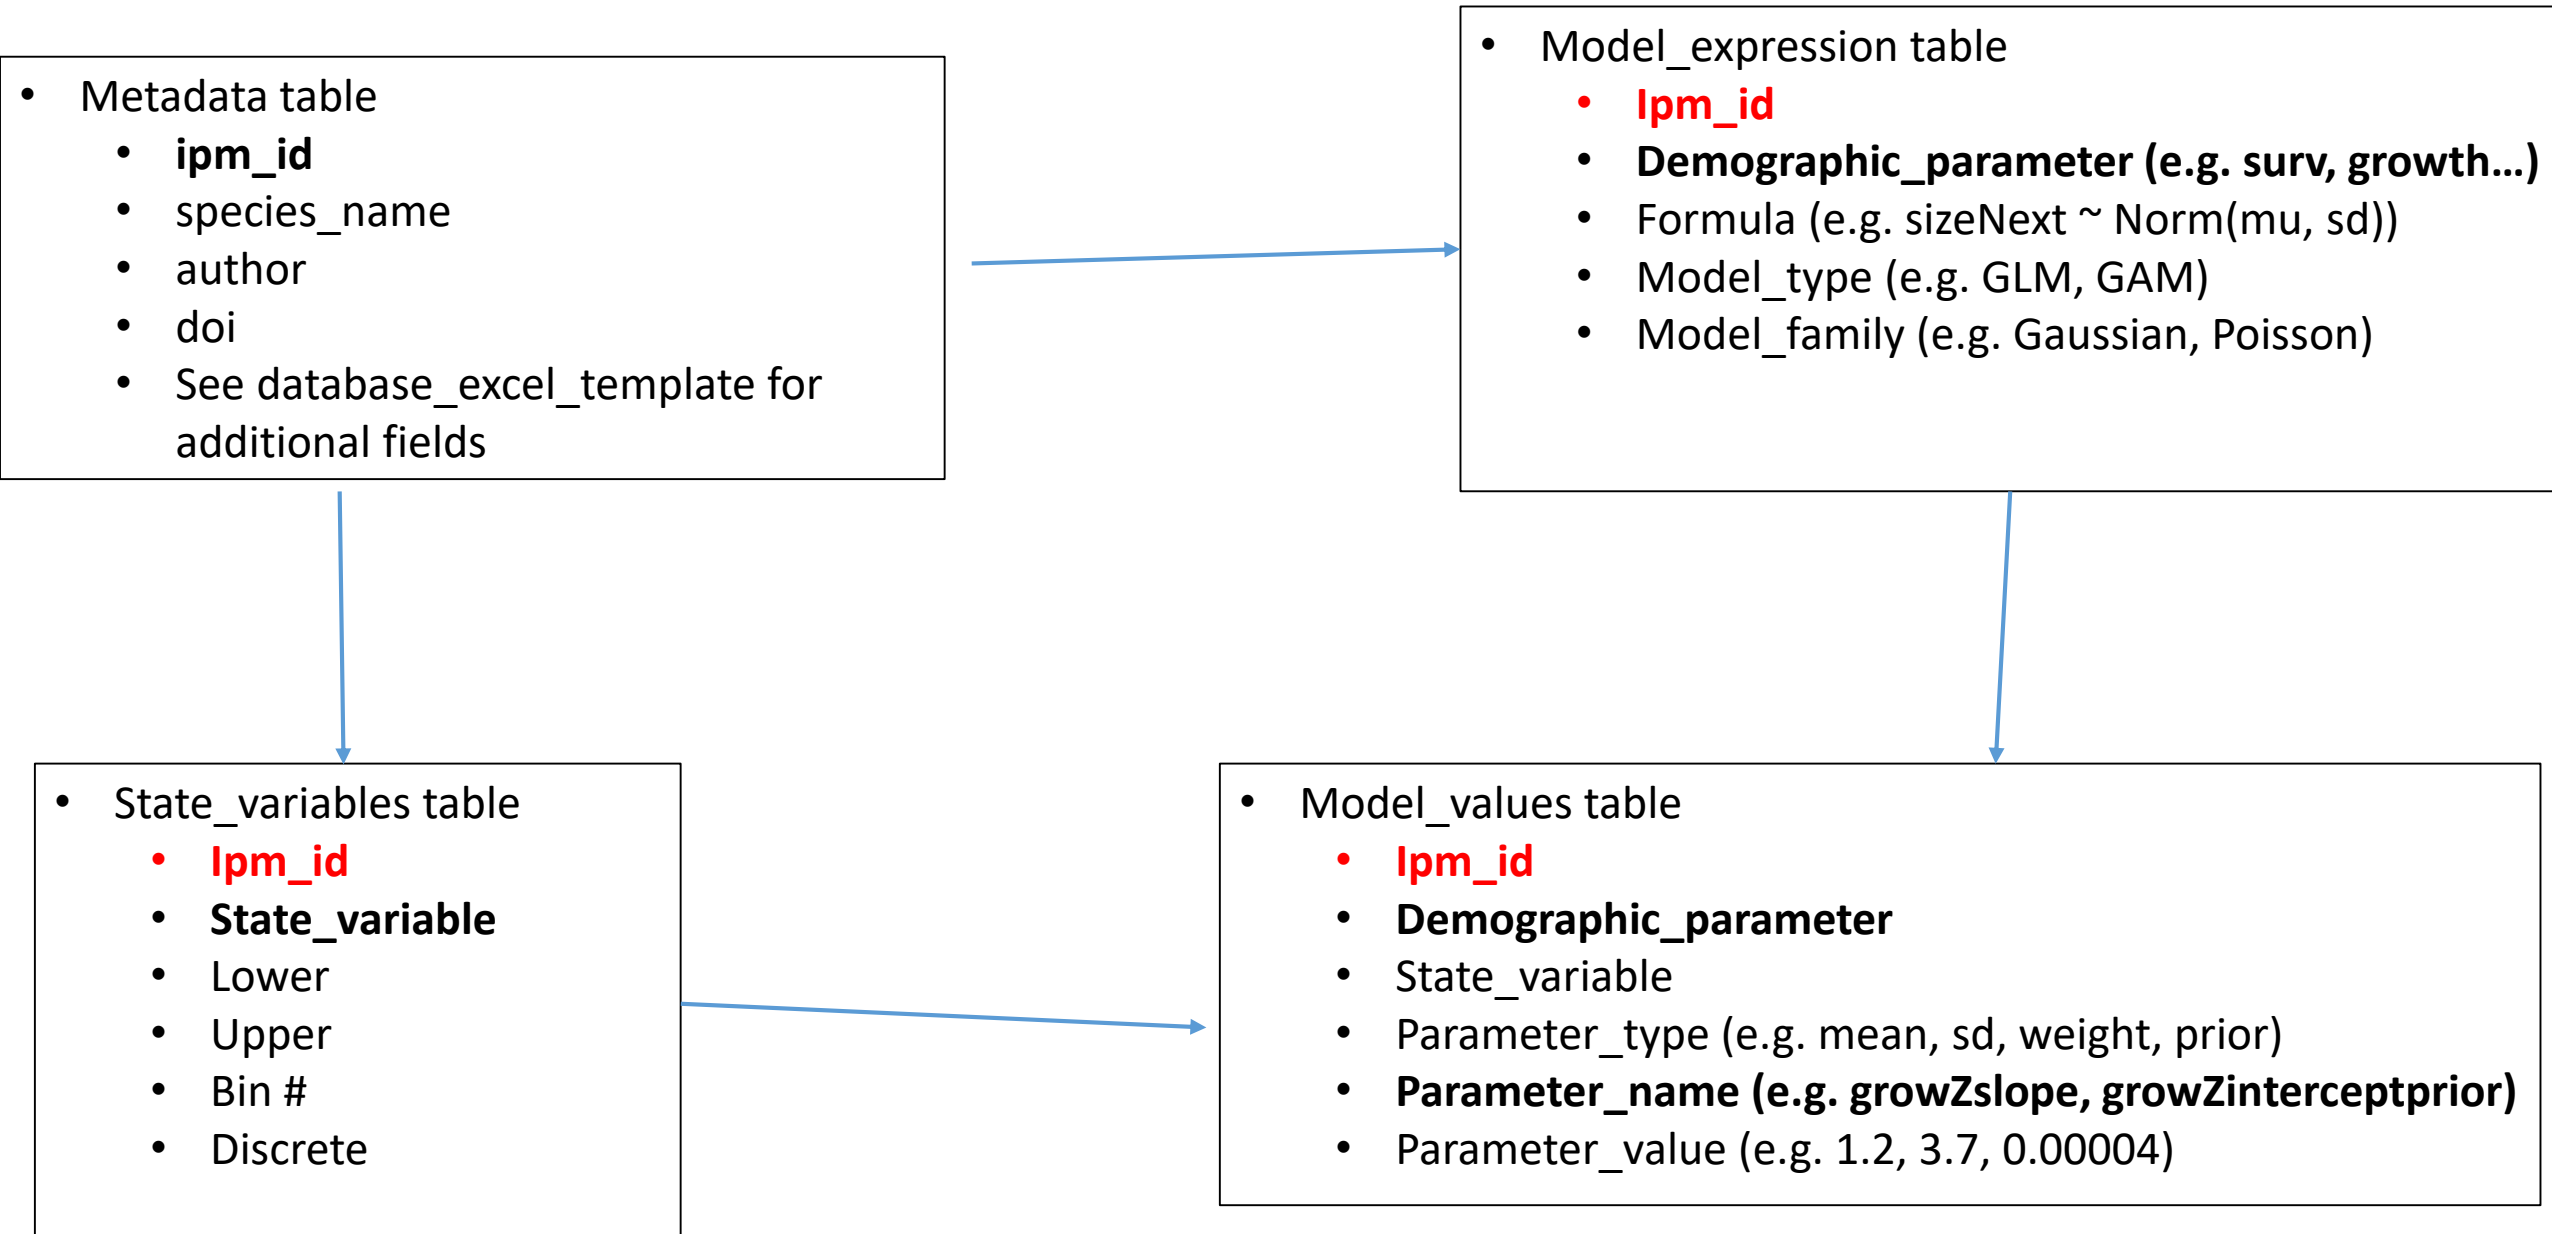 • Metadata table
• ipm_id
• species_name
• author
• doi
• See database_excel_template for
additional fields
• Model_expression table
• Ipm_id
• Demographic_parameter (e.g. surv, growth…)
• Formula (e.g. sizeNext ~ Norm(mu, sd))
• Model_type (e.g. GLM, GAM)
• Model_family (e.g. Gaussian, Poisson)
• State_variables table
• Ipm_id
• State_variable
• Lower
• Upper
• Bin #
• Discrete
• Model_values table
• Ipm_id
• Demographic_parameter
• State_variable
• Parameter_type (e.g. mean, sd, weight, prior)
• Parameter_name (e.g. growZslope, growZinterceptprior)
• Parameter_value (e.g. 1.2, 3.7, 0.00004)